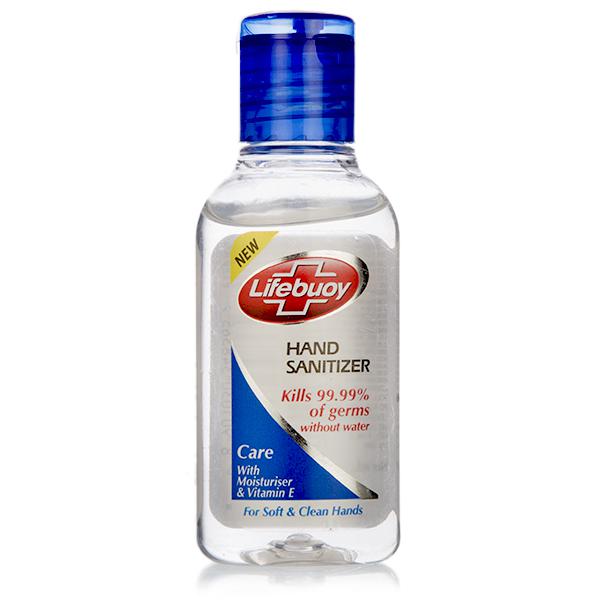 NEW
Lifebuoy
HAND
SANITIZER
Kills 99.99%
of germs
without water
Care
With
Moisturiser
& Vitamin E
For Soft & Clean Hands